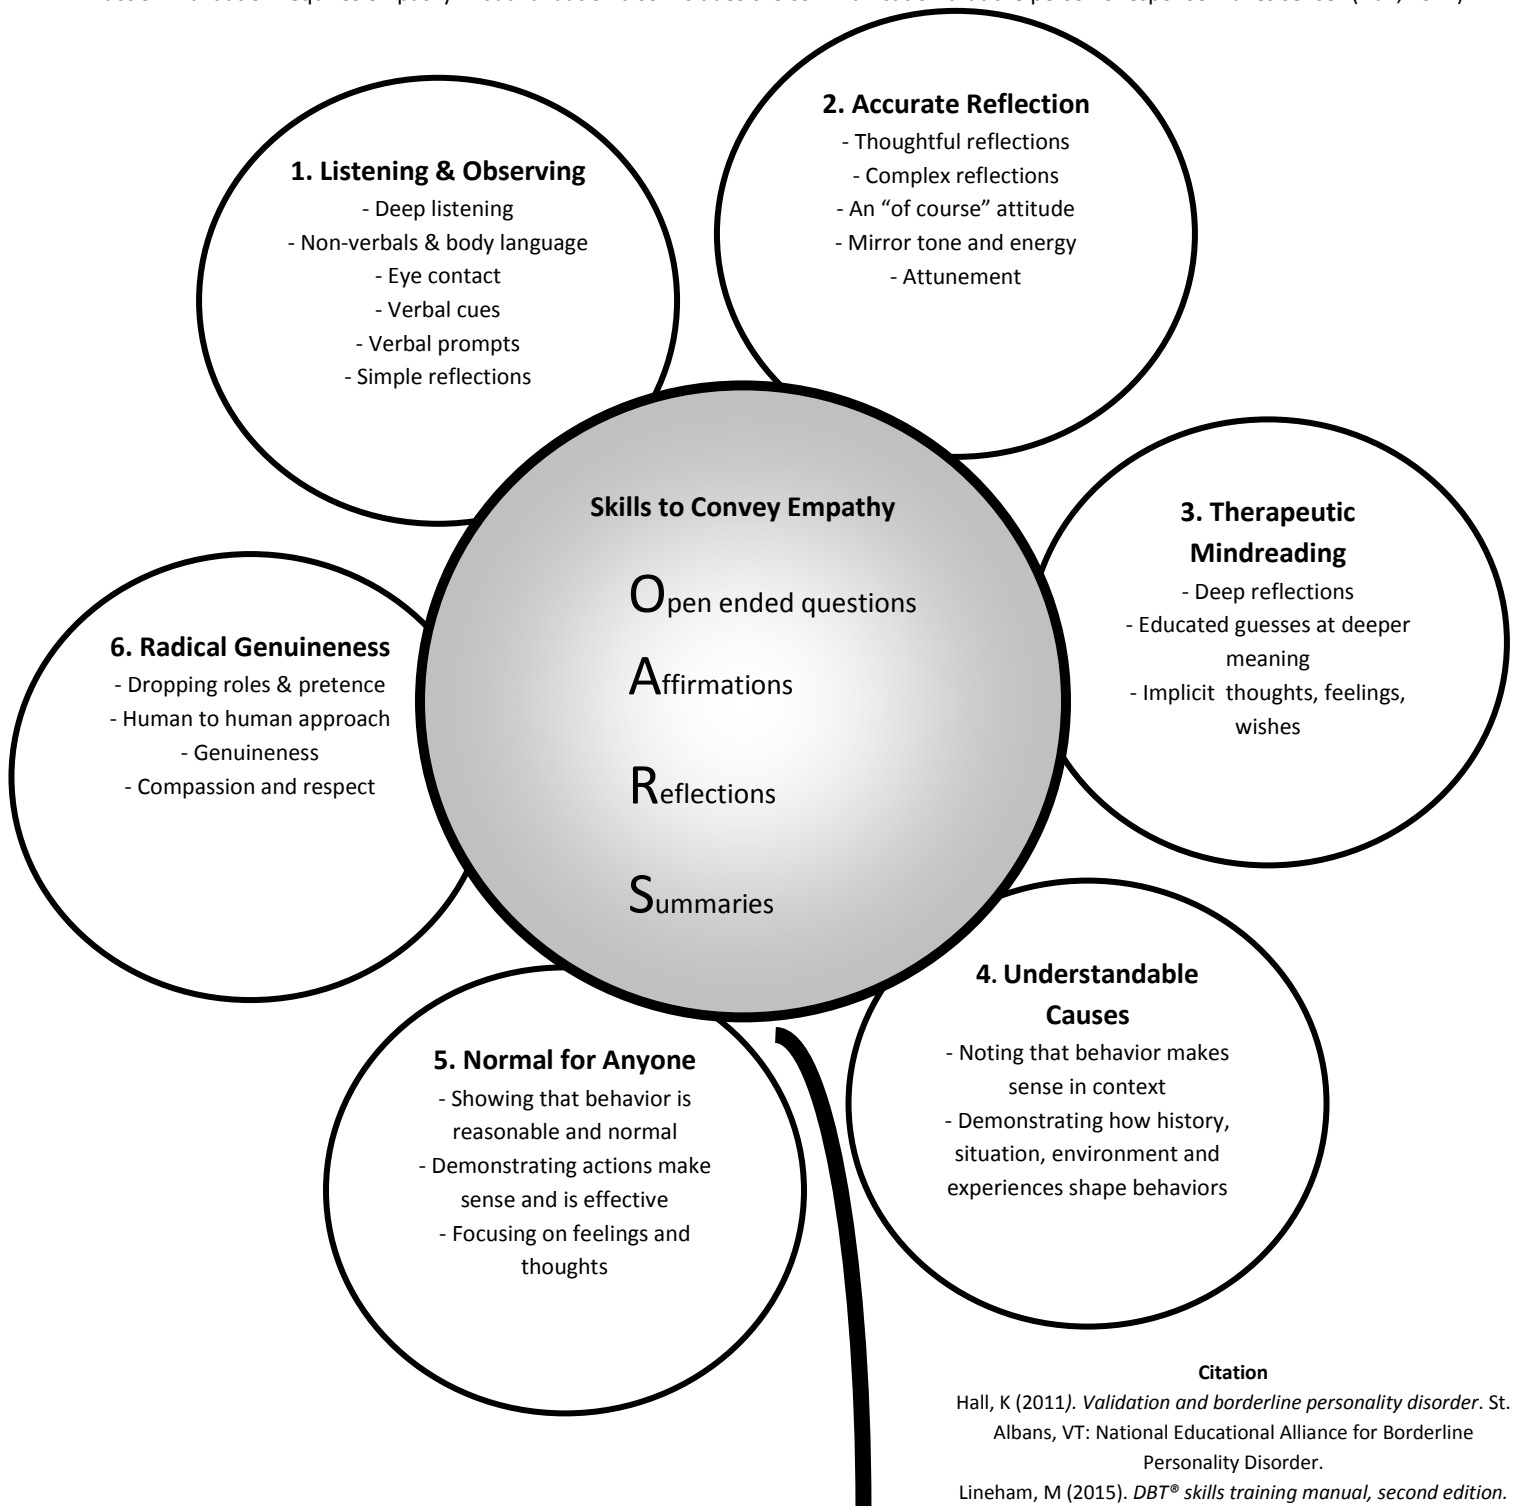 1. Listening & Observing
- Deep listening
- Non-verbals & body language
- Eye contact
- Verbal cues
- Verbal prompts
- Simple reflections
2. Accurate Reflection
- Thoughtful reflections
- Complex reflections
- An “of course” attitude
- Mirror tone and energy
- Attunement
Skills to Convey Empathy
Open ended questions
Affirmations
Reflections
Summaries
3. Therapeutic
Mindreading
- Deep reflections
- Educated guesses at deeper
meaning
- Implicit thoughts, feelings,
wishes
4. Understandable
Causes
- Noting that behavior makes
sense in context
- Demonstrating how history,
situation, environment and
experiences shape behaviors
5. Normal for Anyone
- Showing that behavior is
reasonable and normal
- Demonstrating actions make
sense and is effective
- Focusing on feelings and
thoughts
6. Radical Genuineness
- Dropping roles & pretence
- Human to human approach
- Genuineness
- Compassion and respect
Citation
Hall, K (2011). Validation and borderline personality disorder. St.
Albans, VT: National Educational Alliance for Borderline
Personality Disorder.
Lineham, M (2015). DBT® skills training manual, second edition.